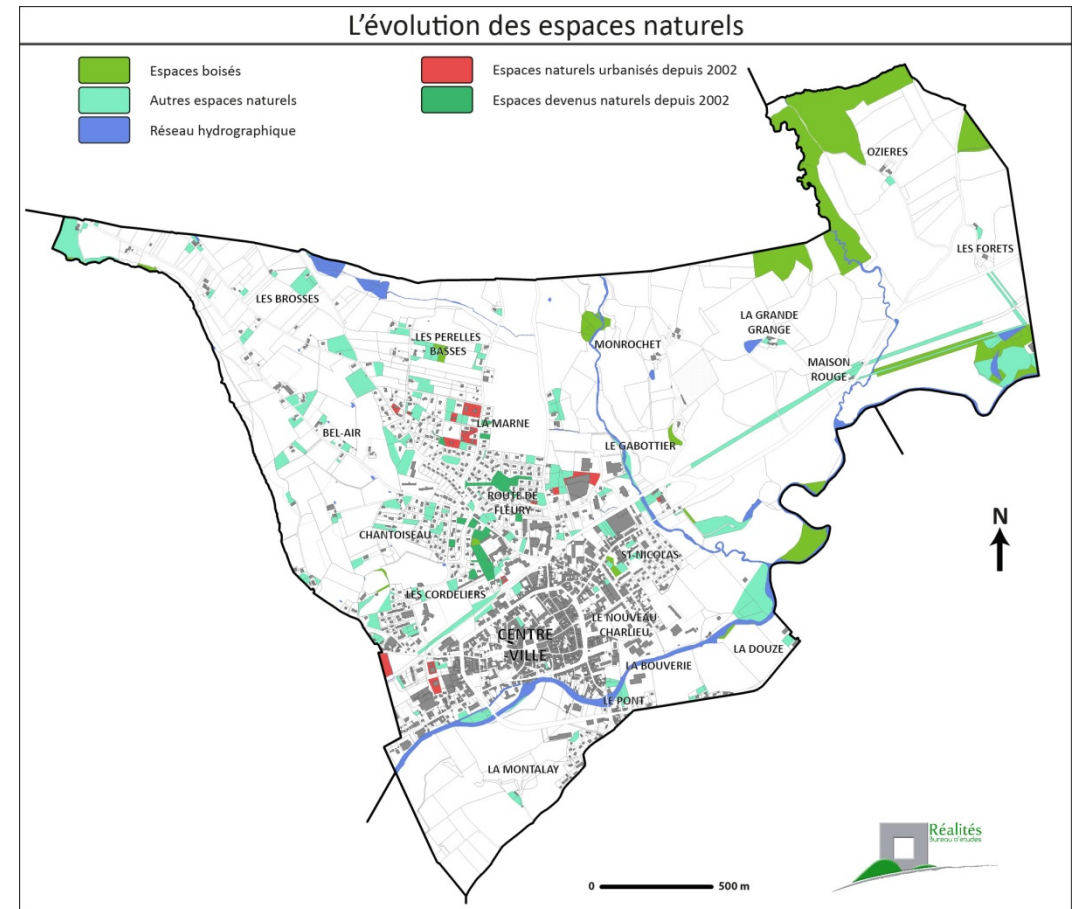 L'évolution des espaces naturels
Espaces boisés
Autres espaces naturels
Réseau hydrographique
Espaces naturels urbanisés depuis 2002
Espaces devenus naturels depuis 2002
OZIERES
LES FORETS
LES BROSSES
LA GRANDE
GRANGE
LES PERELLES
BASSES
MONROCHET
MAISON
ROUGE
LA MARNE
BEL-AIR
LE GABOTTIER
ROUTE DE
FLEURY
CHANTOISEAU
ST NICOLAS
LES CORDELIERS
LE NOUVEAU
CHARLIEU
CENTRE
VILLE
LA DOUZE
LA BOUVERIE
LE PONT
LA MONTALAY
N
Réalités
Bureau d'études
0
500 m